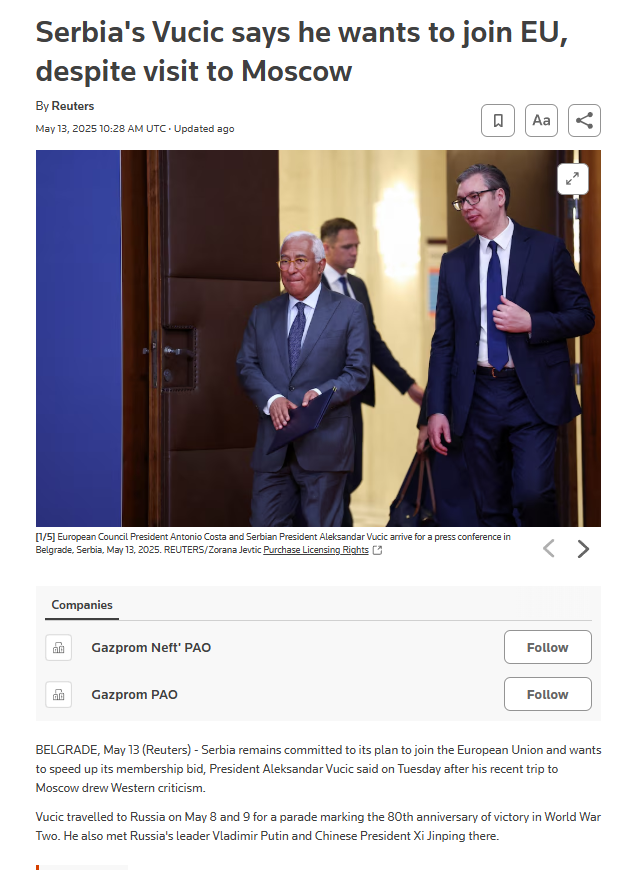 Serbia's Vucic says he wants to join EU,
despite visit to Moscow
By Reuters
May 13, 2025 10:28 AM UTC · Updated ago
Aa
[1/5] European Council President Antonio Costa and Serbian President Aleksandar Vucic arrive for a press conference in
Belgrade, Serbia, May 13, 2025. REUTERS/Zorana Jevtic Purchase Licensing Rights
Companies
Gazprom Neft' PAO
Follow
Gazprom PAO
Follow
BELGRADE, May 13 (Reuters) - Serbia remains committed to its plan to join the European Union and wants
to speed up its membership bid, President Aleksandar Vucic said on Tuesday after his recent trip to
Moscow drew Western criticism.
Vucic travelled to Russia on May 8 and 9 for a parade marking the 80th anniversary of victory in World War
Two. He also met Russia's leader Vladimir Putin and Chinese President Xi Jinping there.